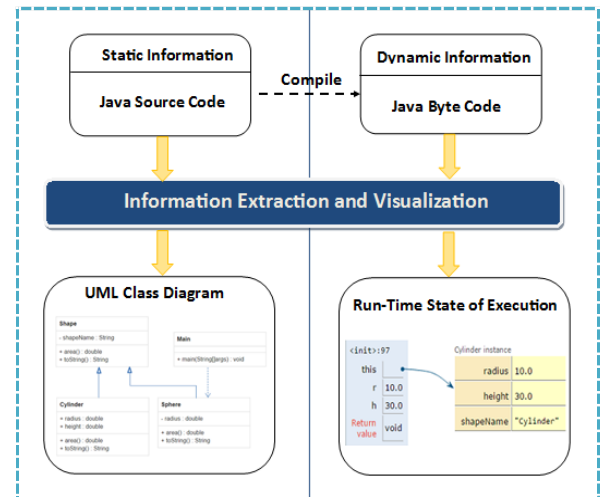 Static Information
Java Source Code
Compile
Dynamic Information
Java Byte Code
Information Extraction and Visualization
UML Class Diagram
Shape
- shapeName : String
+ area() : double
+ toString() : String
Main
+ main(String[]args) : void
Cylinder
+ radius : double
+ height : double
+ area() : double
+ toString() : String
Sphere
- radius : double
+ area() : double
+ toString() : String
Run-Time State of Execution
<init>:97
this
r 10.0
h 30.0
Return value void
Cylinder instance
radius 10.0
height 30.0
shapeName "Cylinder"